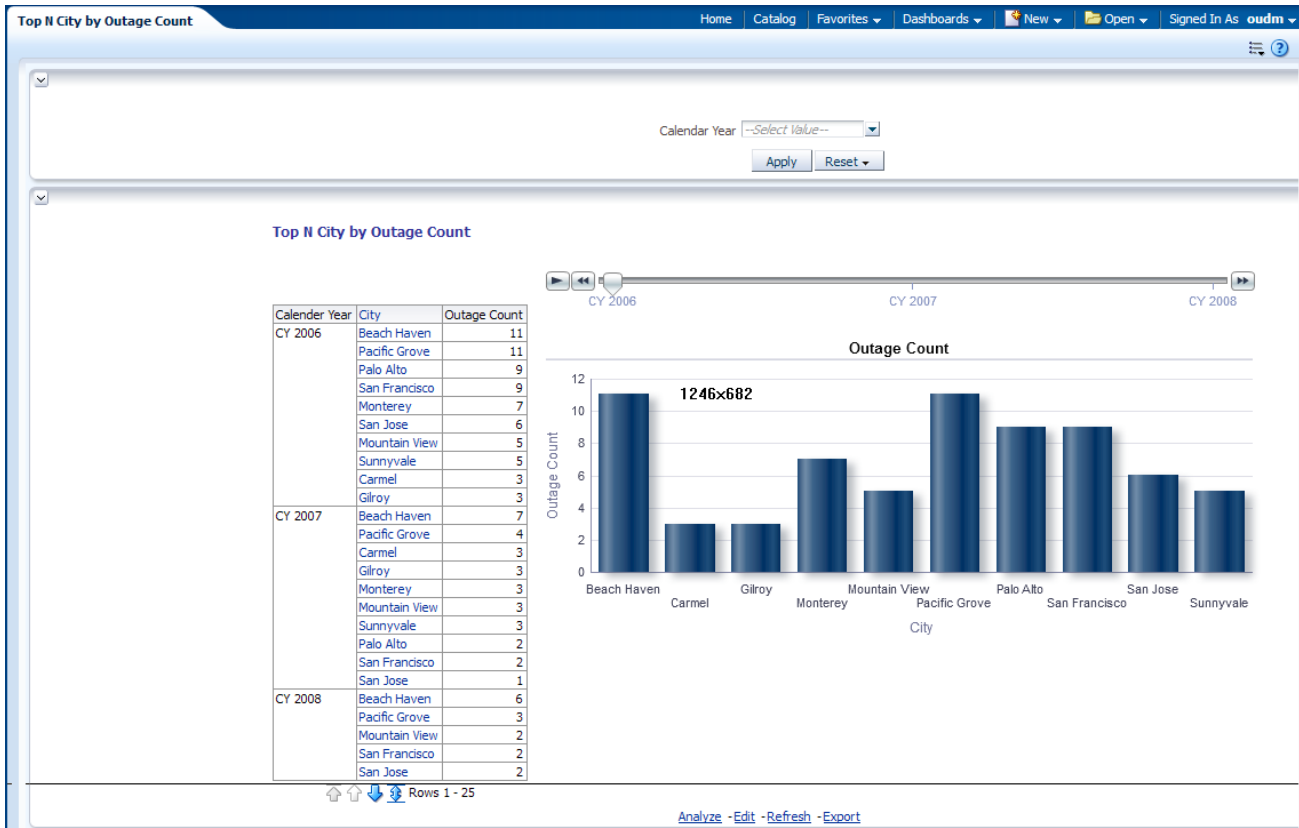 Top N City by Outage Count
Home Catalog Favorites Dashboards New Open Signed In As oudm
Calendar Year --Select Value--
Apply Reset
Top N City by Outage Count
CY 2006 CY 2007 CY 2008
Calender Year City Outage Count
CY 2006 Beach Haven 11
Pacific Grove 11
Palo Alto 9
San Francisco 9
Monterey 7
San Jose 6
Mountain View 5
Sunnyvale 5
Carmel 3
Gilroy 3
CY 2007 Beach Haven 7
Pacific Grove 4
Carmel 3
Gilroy 3
Monterey 3
Mountain View 3
Sunnyvale 3
Palo Alto 2
San Francisco 2
San Jose 1
CY 2008 Beach Haven 6
Pacific Grove 3
Mountain View 2
San Francisco 2
San Jose 2
Rows 1 - 25
Outage Count
1246×682
12
10
8
6
4
2
0
Outage Count
Beach Haven Gilroy Mountain View Palo Alto San Jose
Carmel Monterey Pacific Grove San Francisco Sunnyvale
City
Analyze - Edit - Refresh - Export